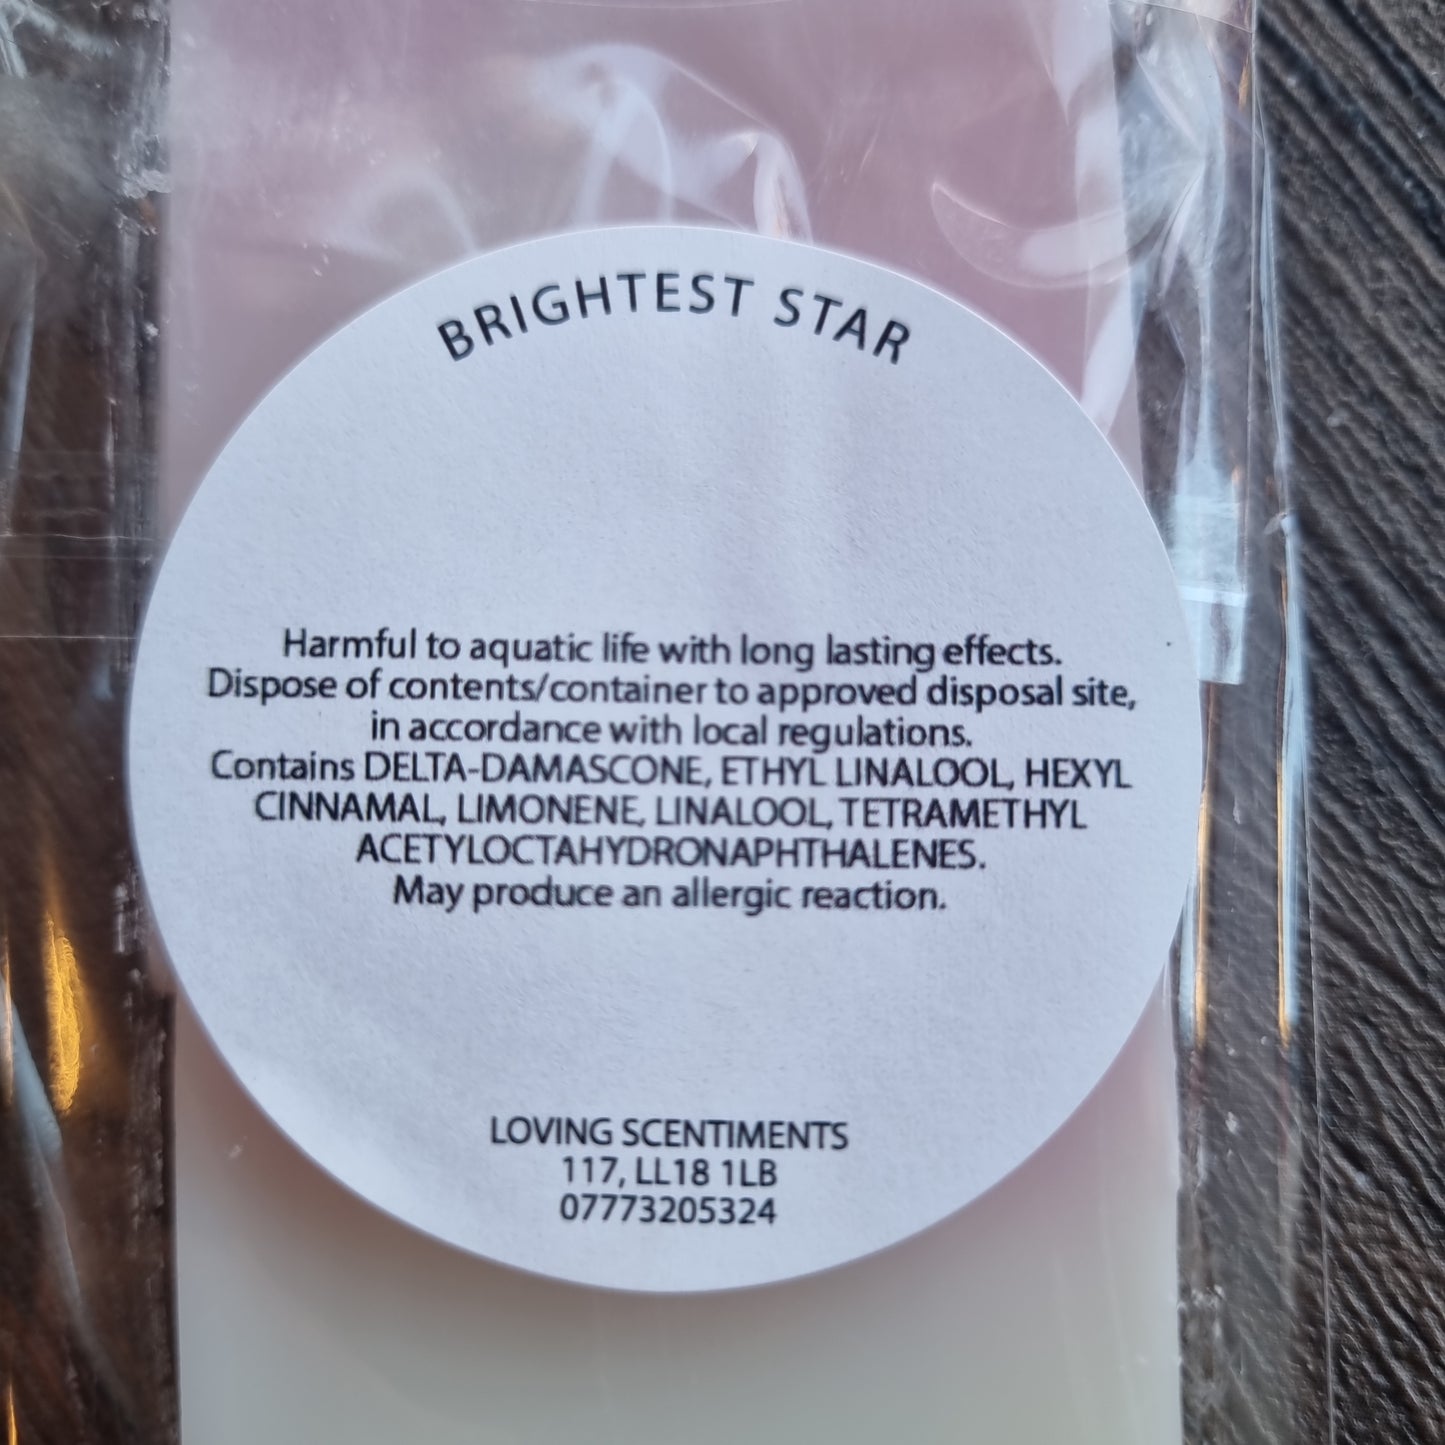 BRIGHTEST STAR
Harmful to aquatic life with long lasting effects.
Dispose of contents/container to approved disposal site,
in accordance with local regulations.
Contains DELTA-DAMASCONE, ETHYL LINALOOL, HEXYL
CINNAMAL, LIMONENE, LINALOOL, TETRAMETHYL
ACETYLOCTAHYDRONAPHTHALENES.
May produce an allergic reaction.
LOVING SCENTIMENTS
117, LL18 1LB
07773205324